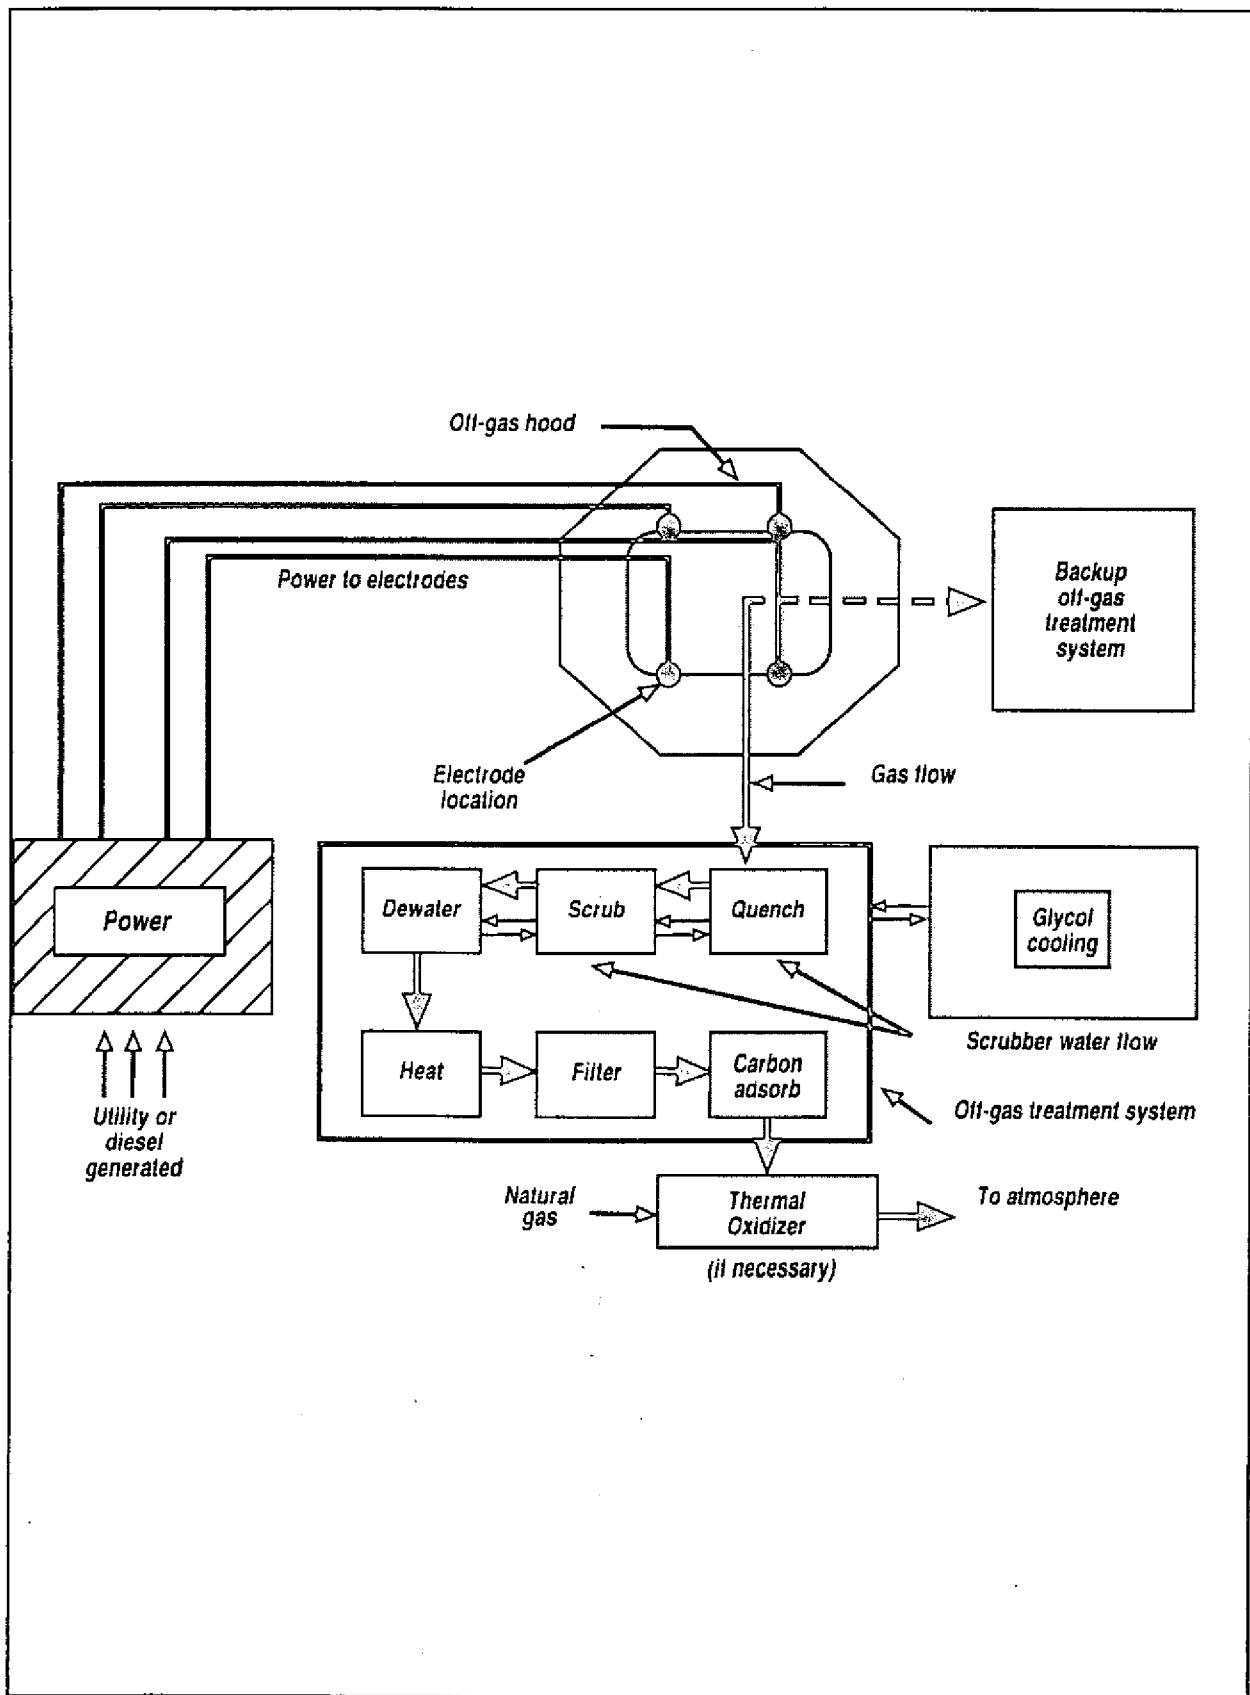 Off-gas hood
Power to electrodes
Backup
off-gas
treatment
system
Electrode
location
Gas flow
Power
Dewater
Scrub
Quench
Glycol
cooling
Heat
Filter
Carbon
adsorb
Scrubber water flow
Off-gas treatment system
Utility or
diesel
generated
Natural
gas
Thermal
Oxidizer
To atmosphere
(if necessary)